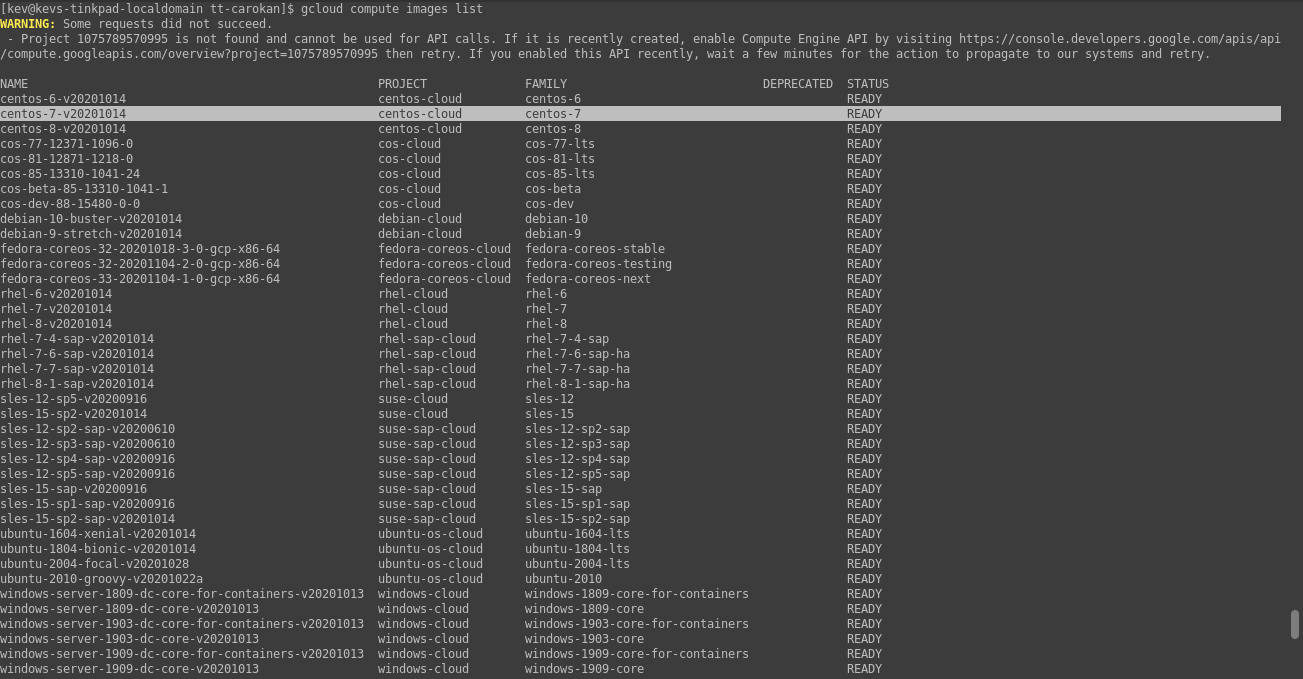 [kev@kevs-tinkpad-localdomain tt-carokan]$ gcloud compute images list
WARNING: Some requests did not succeed.
 - Project 1075789570995 is not found and cannot be used for API calls. If it is recently created, enable Compute Engine API by visiting https://console.developers.google.com/apis/api
/compute.googleapis.com/overview?project=1075789570995 then retry. If you enabled this API recently, wait a few minutes for the action to propagate to our systems and retry.
NAME PROJECT FAMILY DEPRECATED STATUS
centos-6-v20201014 centos-cloud centos-6 READY
centos-7-v20201014 centos-cloud centos-7 READY
centos-8-v20201014 centos-cloud centos-8 READY
cos-77-12371-1096-0 cos-cloud cos-77-lts READY
cos-81-12871-1218-0 cos-cloud cos-81-lts READY
cos-85-13310-1041-24 cos-cloud cos-85-lts READY
cos-beta-85-13310-1041-1 cos-cloud cos-beta READY
cos-dev-88-15480-0-0 cos-cloud cos-dev READY
debian-10-buster-v20201014 debian-cloud debian-10 READY
debian-9-stretch-v20201014 debian-cloud debian-9 READY
fedora-coreos-32-20201018-3-0-gcp-x86-64 fedora-coreos-cloud fedora-coreos-stable READY
fedora-coreos-32-20201104-2-0-gcp-x86-64 fedora-coreos-cloud fedora-coreos-testing READY
fedora-coreos-33-20201104-1-0-gcp-x86-64 fedora-coreos-cloud fedora-coreos-next READY
rhel-6-v20201014 rhel-cloud rhel-6 READY
rhel-7-v20201014 rhel-cloud rhel-7 READY
rhel-8-v20201014 rhel-cloud rhel-8 READY
rhel-7-4-sap-v20201014 rhel-sap-cloud rhel-7-4-sap READY
rhel-7-6-sap-v20201014 rhel-sap-cloud rhel-7-6-sap-ha READY
rhel-7-7-sap-v20201014 rhel-sap-cloud rhel-7-7-sap-ha READY
rhel-8-1-sap-v20201014 rhel-sap-cloud rhel-8-1-sap-ha READY
sles-12-sp5-v20200916 suse-cloud sles-12 READY
sles-15-sp2-v20201014 suse-cloud sles-15 READY
sles-12-sp2-sap-v20200610 suse-sap-cloud sles-12-sp2-sap READY
sles-12-sp3-sap-v20200610 suse-sap-cloud sles-12-sp3-sap READY
sles-12-sp4-sap-v20200916 suse-sap-cloud sles-12-sp4-sap READY
sles-12-sp5-sap-v20200916 suse-sap-cloud sles-12-sp5-sap READY
sles-15-sap-v20200916 suse-sap-cloud sles-15-sap READY
sles-15-sp1-sap-v20200916 suse-sap-cloud sles-15-sp1-sap READY
sles-15-sp2-sap-v20201014 suse-sap-cloud sles-15-sp2-sap READY
ubuntu-1604-xenial-v20201014 ubuntu-os-cloud ubuntu-1604-lts READY
ubuntu-1804-bionic-v20201014 ubuntu-os-cloud ubuntu-1804-lts READY
ubuntu-2004-focal-v20201028 ubuntu-os-cloud ubuntu-2004-lts READY
ubuntu-2010-groovy-v20201022a ubuntu-os-cloud ubuntu-2010 READY
windows-server-1809-dc-core-for-containers-v20201013 windows-cloud windows-1809-core-for-containers READY
windows-server-1809-dc-core-v20201013 windows-cloud windows-1809-core READY
windows-server-1903-dc-core-for-containers-v20201013 windows-cloud windows-1903-core-for-containers READY
windows-server-1903-dc-core-v20201013 windows-cloud windows-1903-core READY
windows-server-1909-dc-core-for-containers-v20201013 windows-cloud windows-1909-core-for-containers READY
windows-server-1909-dc-core-v20201013 windows-cloud windows-1909-core READY